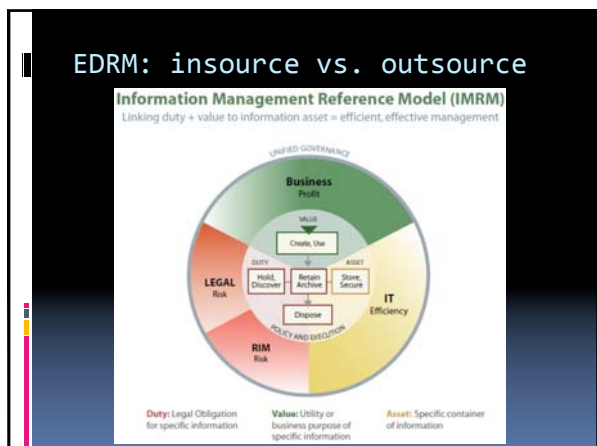 EDRM: insource vs. outsource
Information Management Reference Model (IMRM)
Linking duty + value to information asset = efficient, effective management
UNIFIED GOVERNANCE
Business
Profit
VALUE
Create, Use
DUTY
ASSET
Hold,
Discover
Retain
Archive
Store,
Secure
LEGAL
Risk
IT
Efficiency
Dispose
POLICY AND EXECUTION
RIM
Risk
Duty: Legal Obligation
for specific information
Value: Utility or
business purpose of
specific information
Asset: Specific container
of information